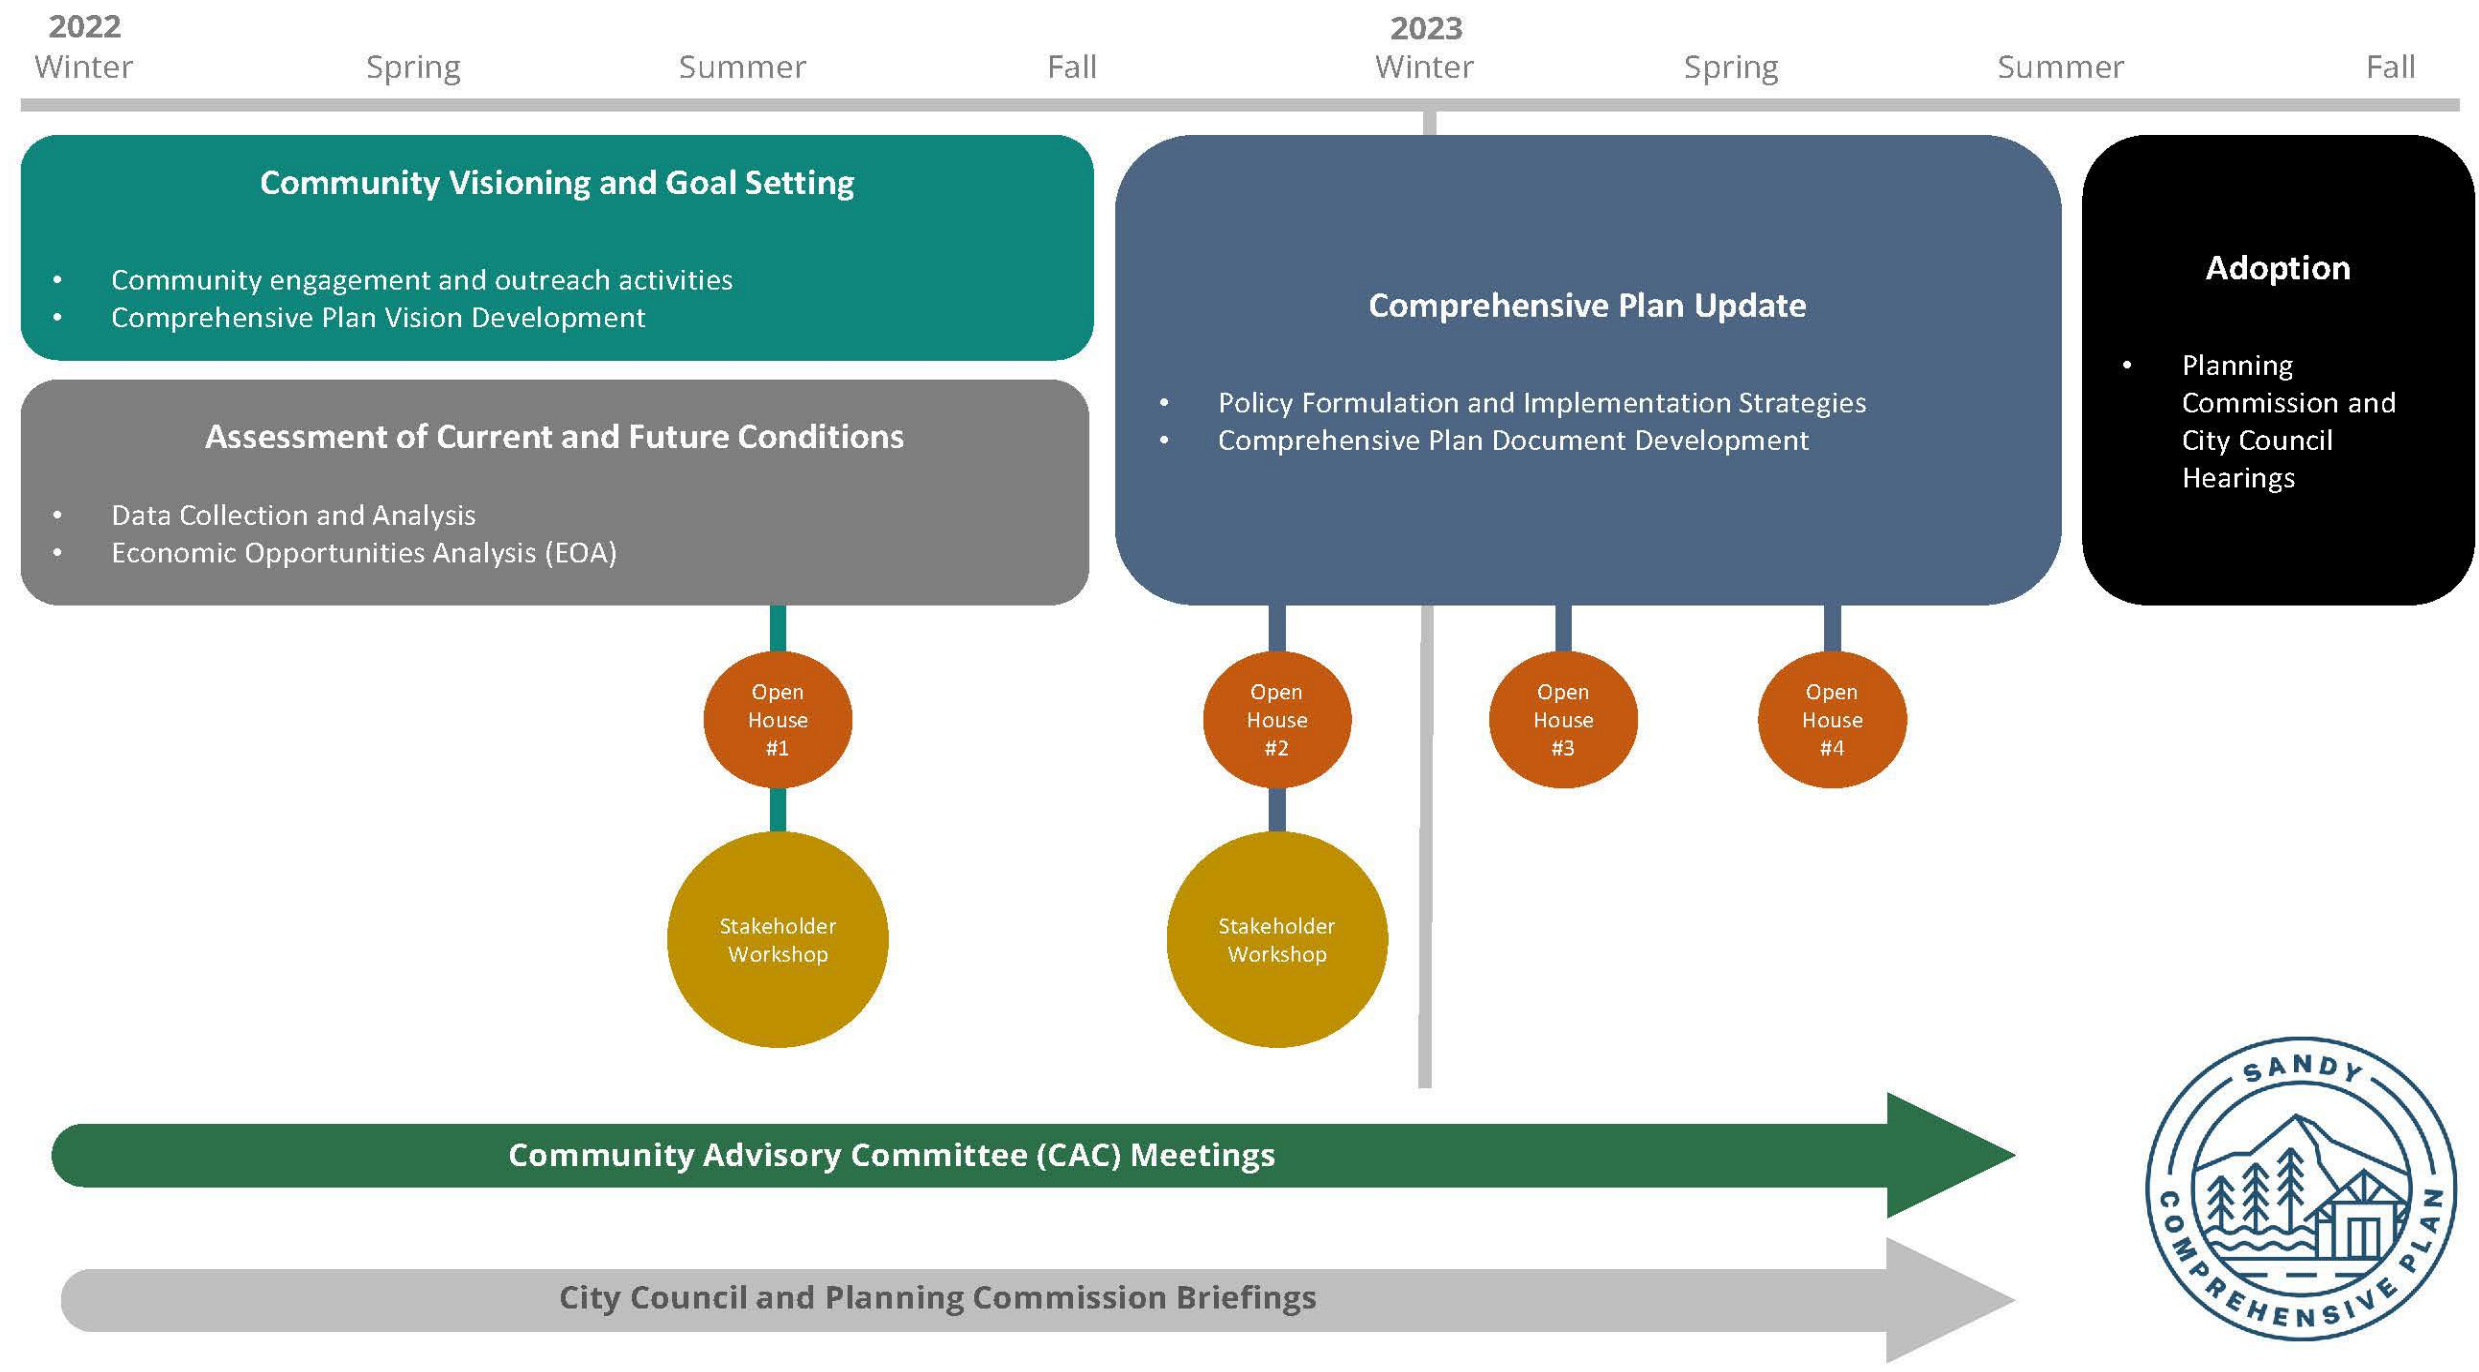 2022
2023
Winter
Spring
Summer
Fall
Winter
Spring
Summer
Fall
Community Visioning and Goal Setting
• Community engagement and outreach activities
• Comprehensive Plan Vision Development
Assessment of Current and Future Conditions
• Data Collection and Analysis
• Economic Opportunities Analysis (EOA)
Comprehensive Plan Update
• Policy Formulation and Implementation Strategies
• Comprehensive Plan Document Development
Adoption
• Planning
Commission and
City Council
Hearings
Open
House
#1
Open
House
#2
Open
House
#3
Open
House
#4
Stakeholder
Workshop
Stakeholder
Workshop
Community Advisory Committee (CAC) Meetings
City Council and Planning Commission Briefings
SANDY
COMPREHENSIVE PLAN